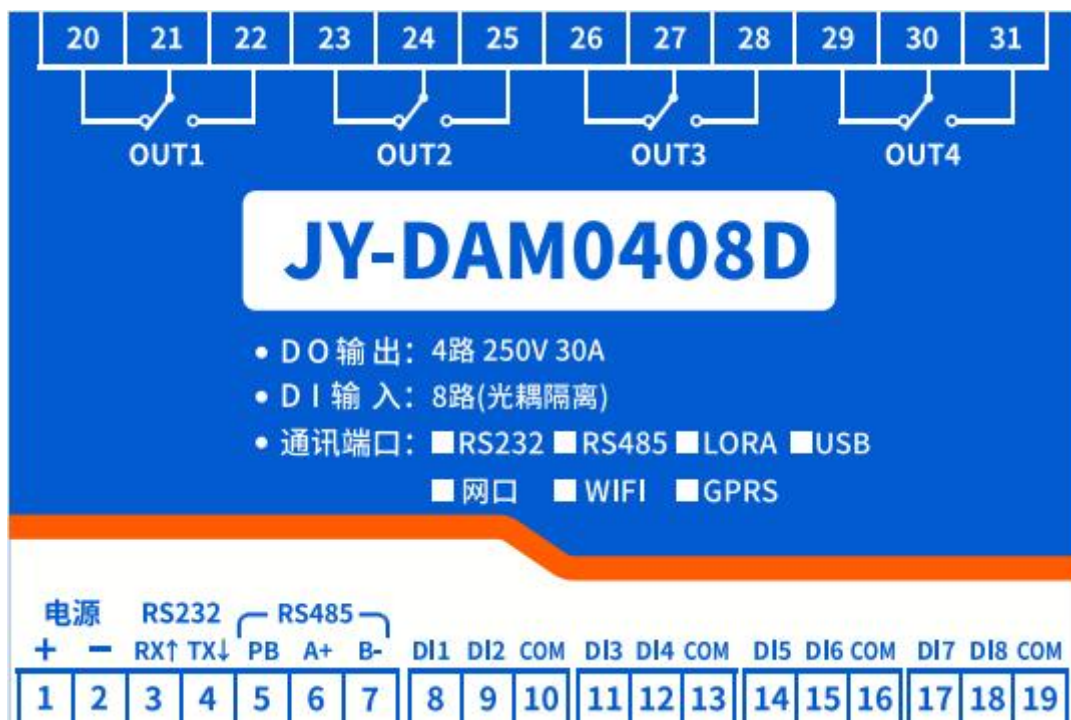 20 21 22 23 24 25 26 27 28 29 30 31
OUT1 OUT2 OUT3 OUT4
JY-DAM0408D
• DO输出：4路 250V 30A
• DI输入：8路(光耦隔离)
• 通讯端口：■RS232 ■RS485 ■LORA ■USB
■网口 ■WIFI ■GPRS
电源 RS232 RS485
+ − RX↑ TX↓ PB A+ B- DI1 DI2 COM DI3 DI4 COM DI5 DI6 COM DI7 DI8 COM
1 2 3 4 5 6 7 8 9 10 11 12 13 14 15 16 17 18 19